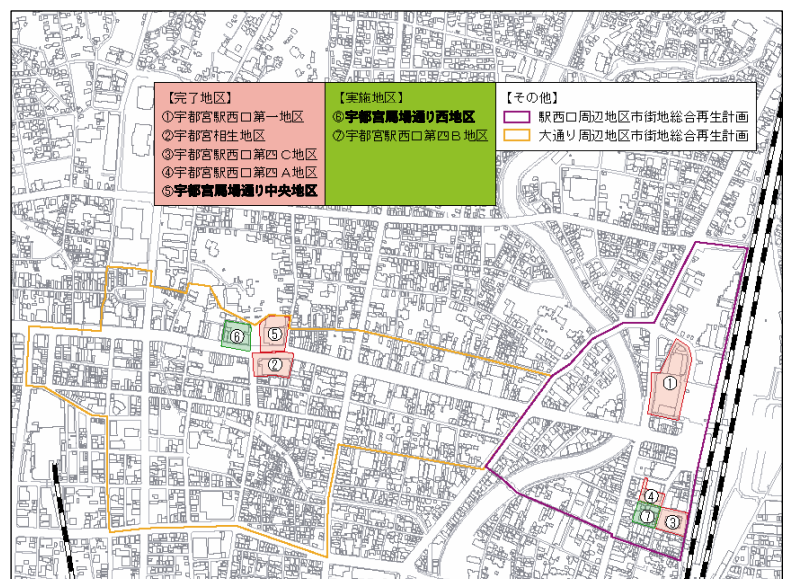 【完了地区】
①宇都宮駅西口第一地区
②宇都宮相生地区
③宇都宮駅西口第四C地区
④宇都宮駅西口第四A地区
⑤宇都宮馬場通り中央地区
【実施地区】
⑥宇都宮馬場通り西地区
⑦宇都宮駅西口第四B地区
【その他】
駅西口周辺地区市街地総合再生計画
大通り周辺地区市街地総合再生計画
⑥
⑤
②
①
④
⑦
③